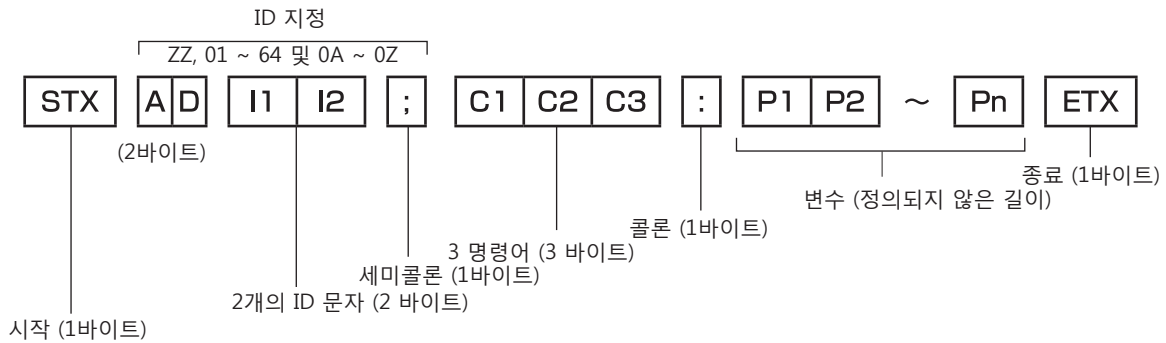 ID 지정
ZZ, 01 ~ 64 및 0A ~ 0Z
STX A D I1 I2 ; C1 C2 C3 : P1 P2 ~ Pn ETX
(2바이트)
종료 (1바이트)
변수 (정의되지 않은 길이)
콜론 (1바이트)
3 명령어 (3 바이트)
세미콜론 (1바이트)
2개의 ID 문자 (2 바이트)
시작 (1바이트)